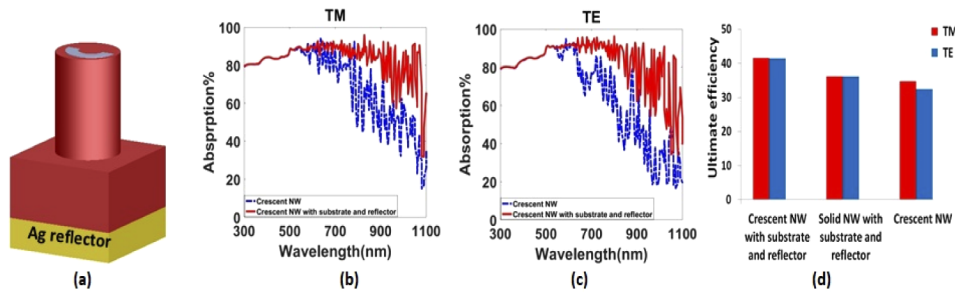 Ag reflector
(a)
TM
Absprption%
100
80
60
40
20
0
Crescent NW
Crescent NW with substrate and reflector
300 500 700 900 1100
Wavelength(nm)
(b)
TE
Absorption%
100
80
60
40
20
0
Crescent NW
Crescent NW with substrate and reflector
300 500 700 900 1100
Wavelength(nm)
(c)
TM
TE
Ultimate efficiency
50
40
30
20
10
0
Crescent NW
with substrate
and reflector
Solid NW with
substrate and
reflector
Crescent NW
(d)